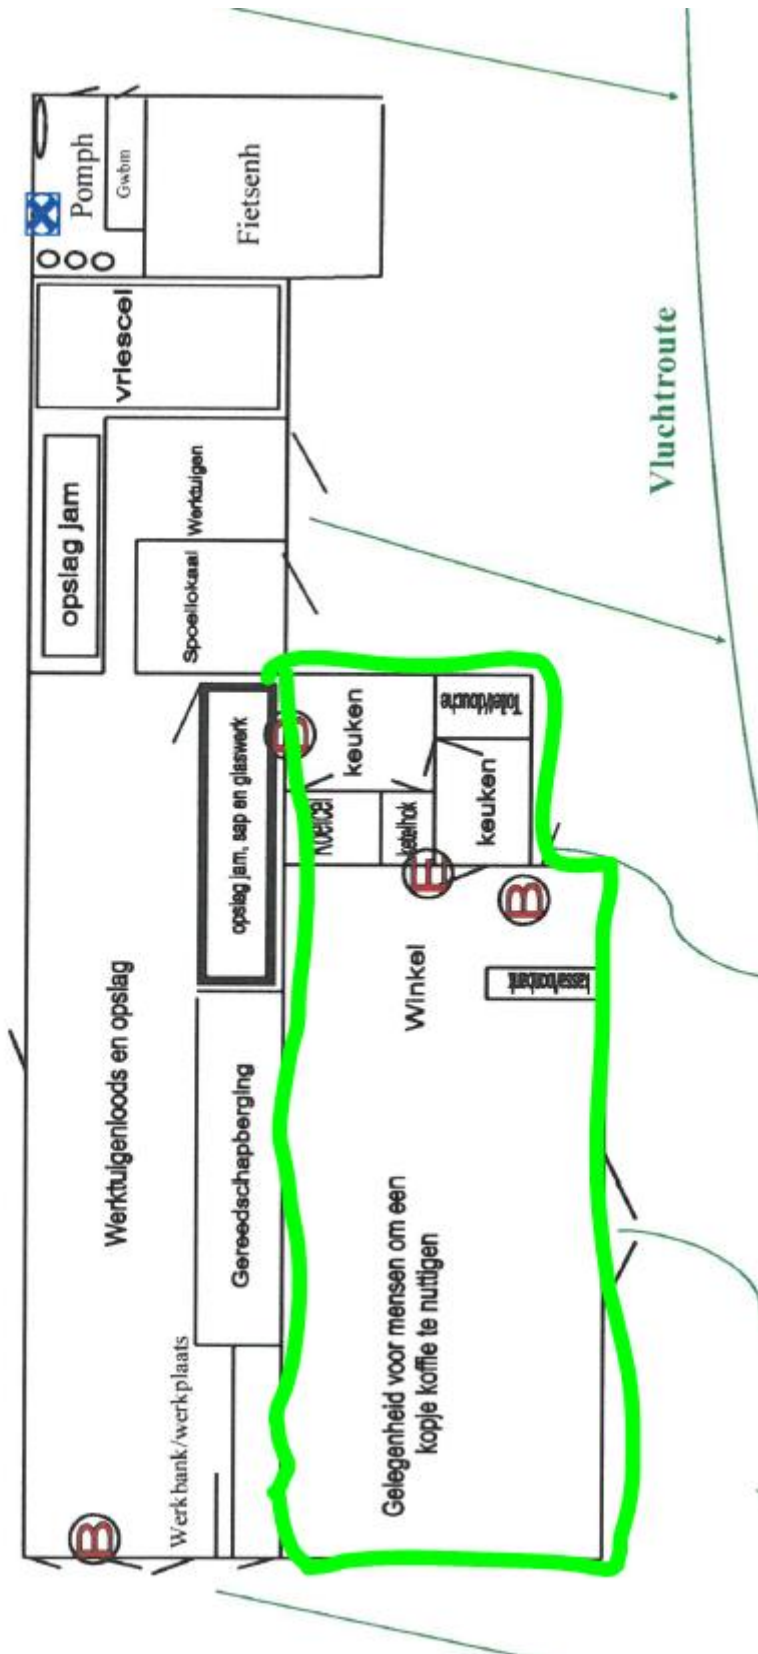 Pomph
Gwbm
Fietsenh
vriescel
opslag jam
Werktuigen
Spoellokaal
Vluchtroute
keuken
Toilet/douche
opslag jam, sap en glaswerk
B
Koelcel
ketelhok
keuken
E
B
Winkel
kassa/toonbank
Werktuigenloods en opslag
Gereedschapberging
Gelegenheid voor mensen om een
kopje koffie te nuttigen
Werkbank/werkplaats
B